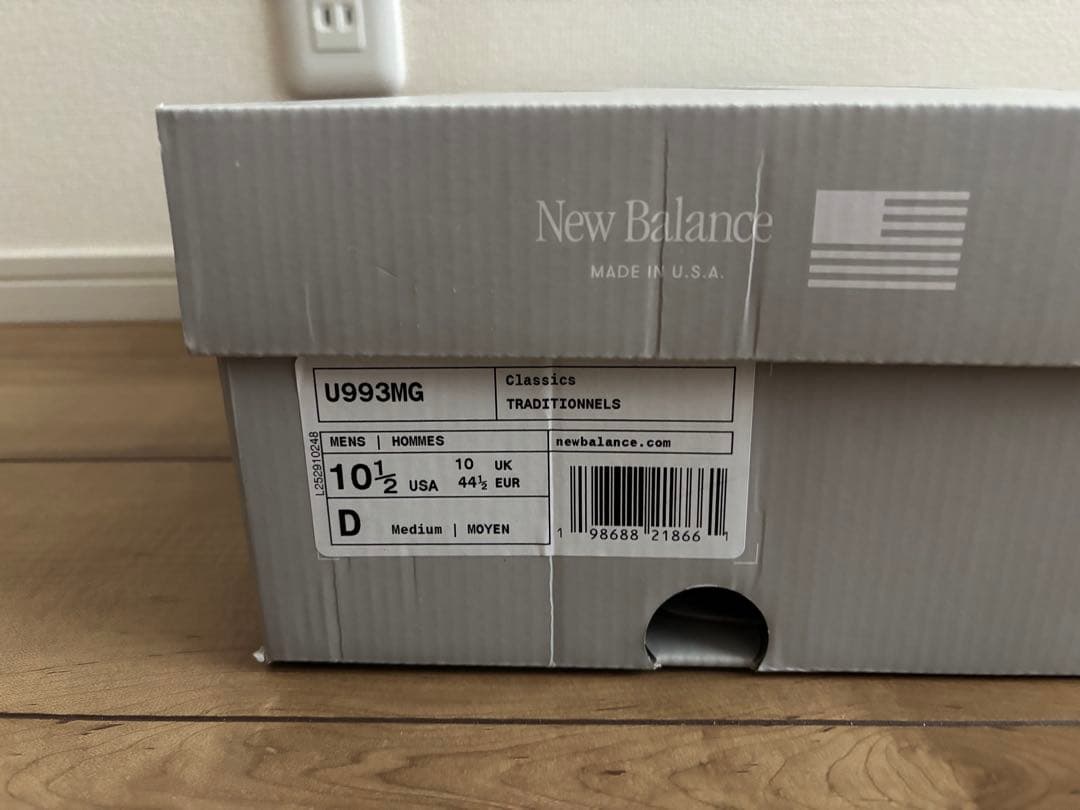 New Balance
MADE IN U.S.A.
U993MG
Classics
TRADITIONNELS
L252910248
MENS | HOMMES
newbalance.com
10½ USA
10 UK
44½ EUR
D Medium | MOYEN
1 98688 21866 1